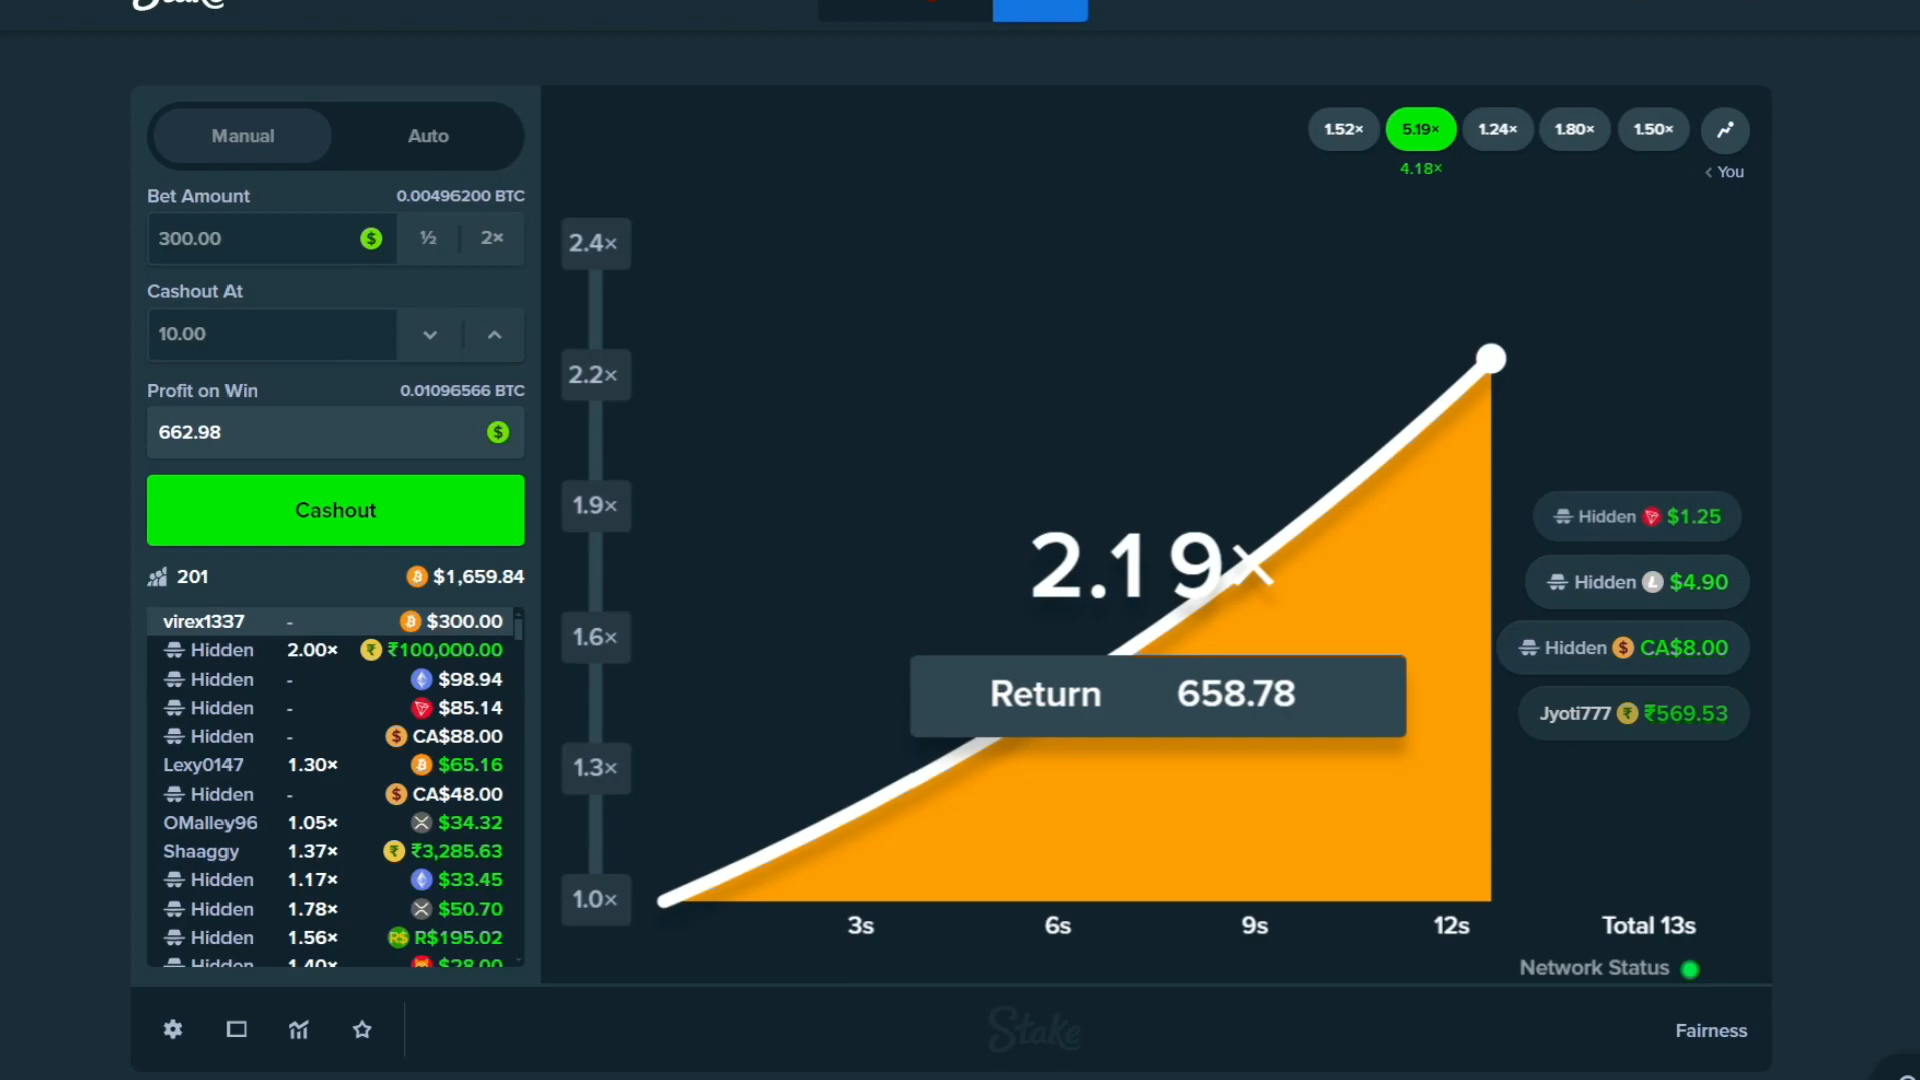 Stake
1.52× 5.19× 1.24× 1.80× 1.50×
4.18×
You
Manual Auto
Bet Amount 0.00496200 BTC
300.00 $ ½ 2×
Cashout At
10.00
Profit on Win 0.01096566 BTC
662.98 $
Cashout
201 $1,659.84
virex1337 - $300.00
Hidden 2.00× ₹ ₹100,000.00
Hidden - $98.94
Hidden - $85.14
Hidden - $ CA$88.00
Lexy0147 1.30× $65.16
Hidden - $ CA$48.00
OMalley96 1.05× $34.32
Shaaggy 1.37× ₹ ₹3,285.63
Hidden 1.17× $33.45
Hidden 1.78× $50.70
Hidden 1.56× R$ R$195.02
Hidden 1.40× $28.00
2.4×
2.2×
1.9×
1.6×
1.3×
1.0×
2.19×
Return 658.78
Hidden $1.25
Hidden $4.90
Hidden $ CA$8.00
Jyoti777 ₹ ₹569.53
3s 6s 9s 12s Total 13s
Network Status
Stake
Fairness